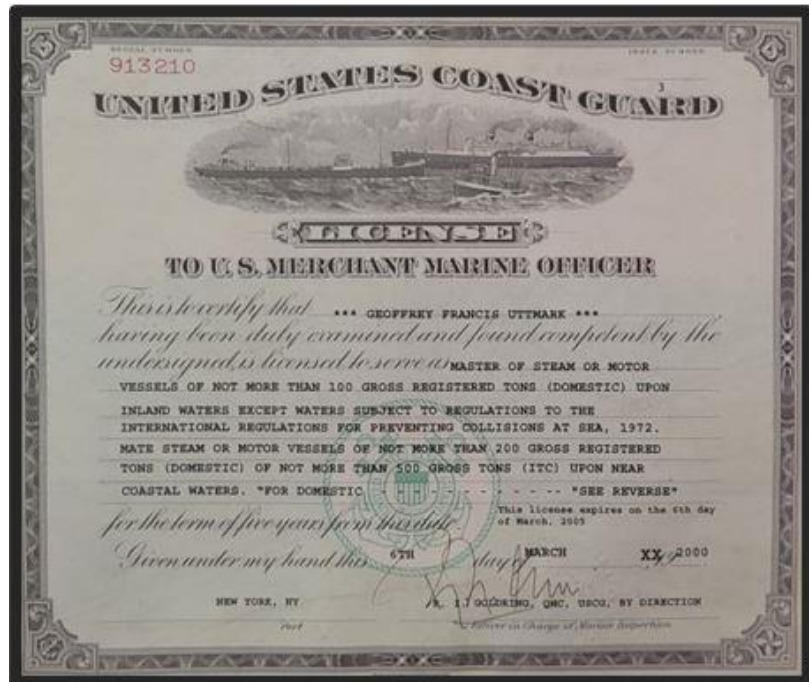 SERIAL NUMBER
ISSUE NUMBER
913210
3
UNITED STATES COAST GUARD
LICENSE
TO U. S. MERCHANT MARINE OFFICER
This is to certify that *** GEOFFREY FRANCIS UTTMARK ***
having been duly examined and found competent by the
undersigned, is licensed to serve as MASTER OF STEAM OR MOTOR
VESSELS OF NOT MORE THAN 100 GROSS REGISTERED TONS (DOMESTIC) UPON
INLAND WATERS EXCEPT WATERS SUBJECT TO REGULATIONS TO THE
INTERNATIONAL REGULATIONS FOR PREVENTING COLLISIONS AT SEA, 1972.
MATE STEAM OR MOTOR VESSELS OF NOT MORE THAN 200 GROSS REGISTERED
TONS (DOMESTIC) OF NOT MORE THAN 500 GROSS TONS (ITC) UPON NEAR
COASTAL WATERS. "FOR DOMESTIC - - - - - - - - - -- "SEE REVERSE"
This license expires on the 6th day
of March, 2005
for the term of five years from this date.
Given under my hand this 6TH day of MARCH XX, 19 2000
NEW YORK, NY
I. GOLDRING, QMC, USCG, BY DIRECTION
Port
Officer in Charge of Marine Inspection